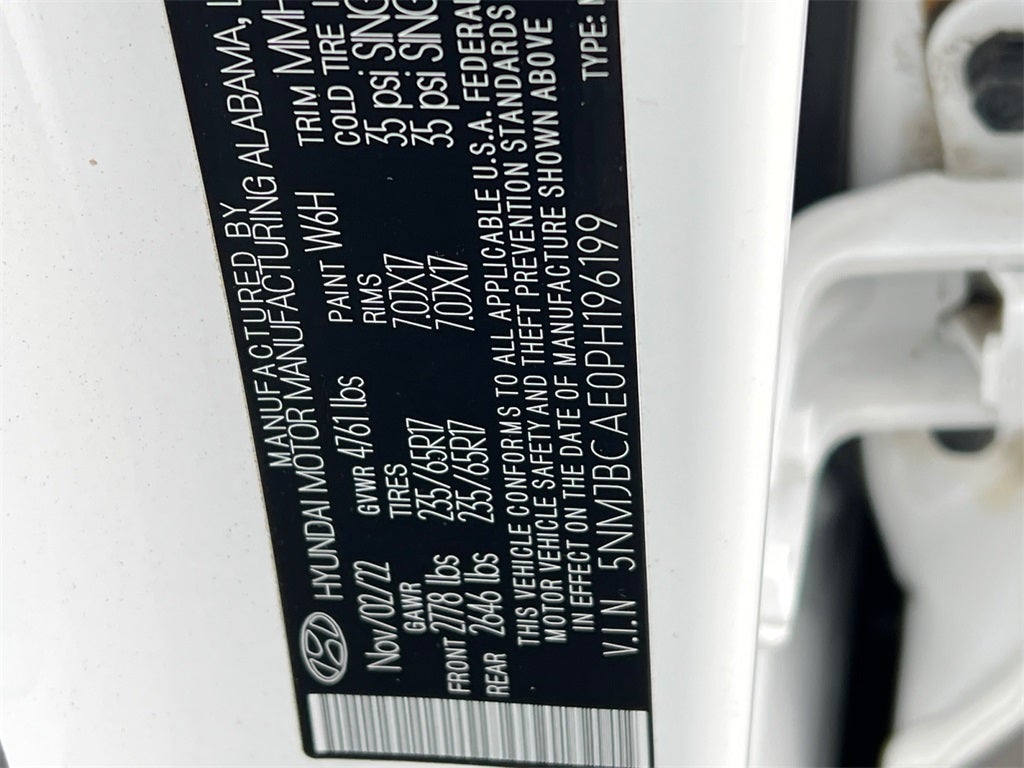 MANUFACTURED BY
HYUNDAI MOTOR MANUFACTURING ALABAMA, L
Nov/02/22 GVWR 4761 lbs PAINT W6H TRIM MMH
GAWR TIRES RIMS COLD TIRE
FRONT 2778 lbs 235/65R17 7.0JX17 35 psi SING
REAR 2646 lbs 235/65R17 7.0JX17 35 psi SING
THIS VEHICLE CONFORMS TO ALL APPLICABLE U.S.A. FEDERAL
MOTOR VEHICLE SAFETY AND THEFT PREVENTION STANDARDS
IN EFFECT ON THE DATE OF MANUFACTURE SHOWN ABOVE
V.I.N 5NMJBCAE0PH196199 TYPE: